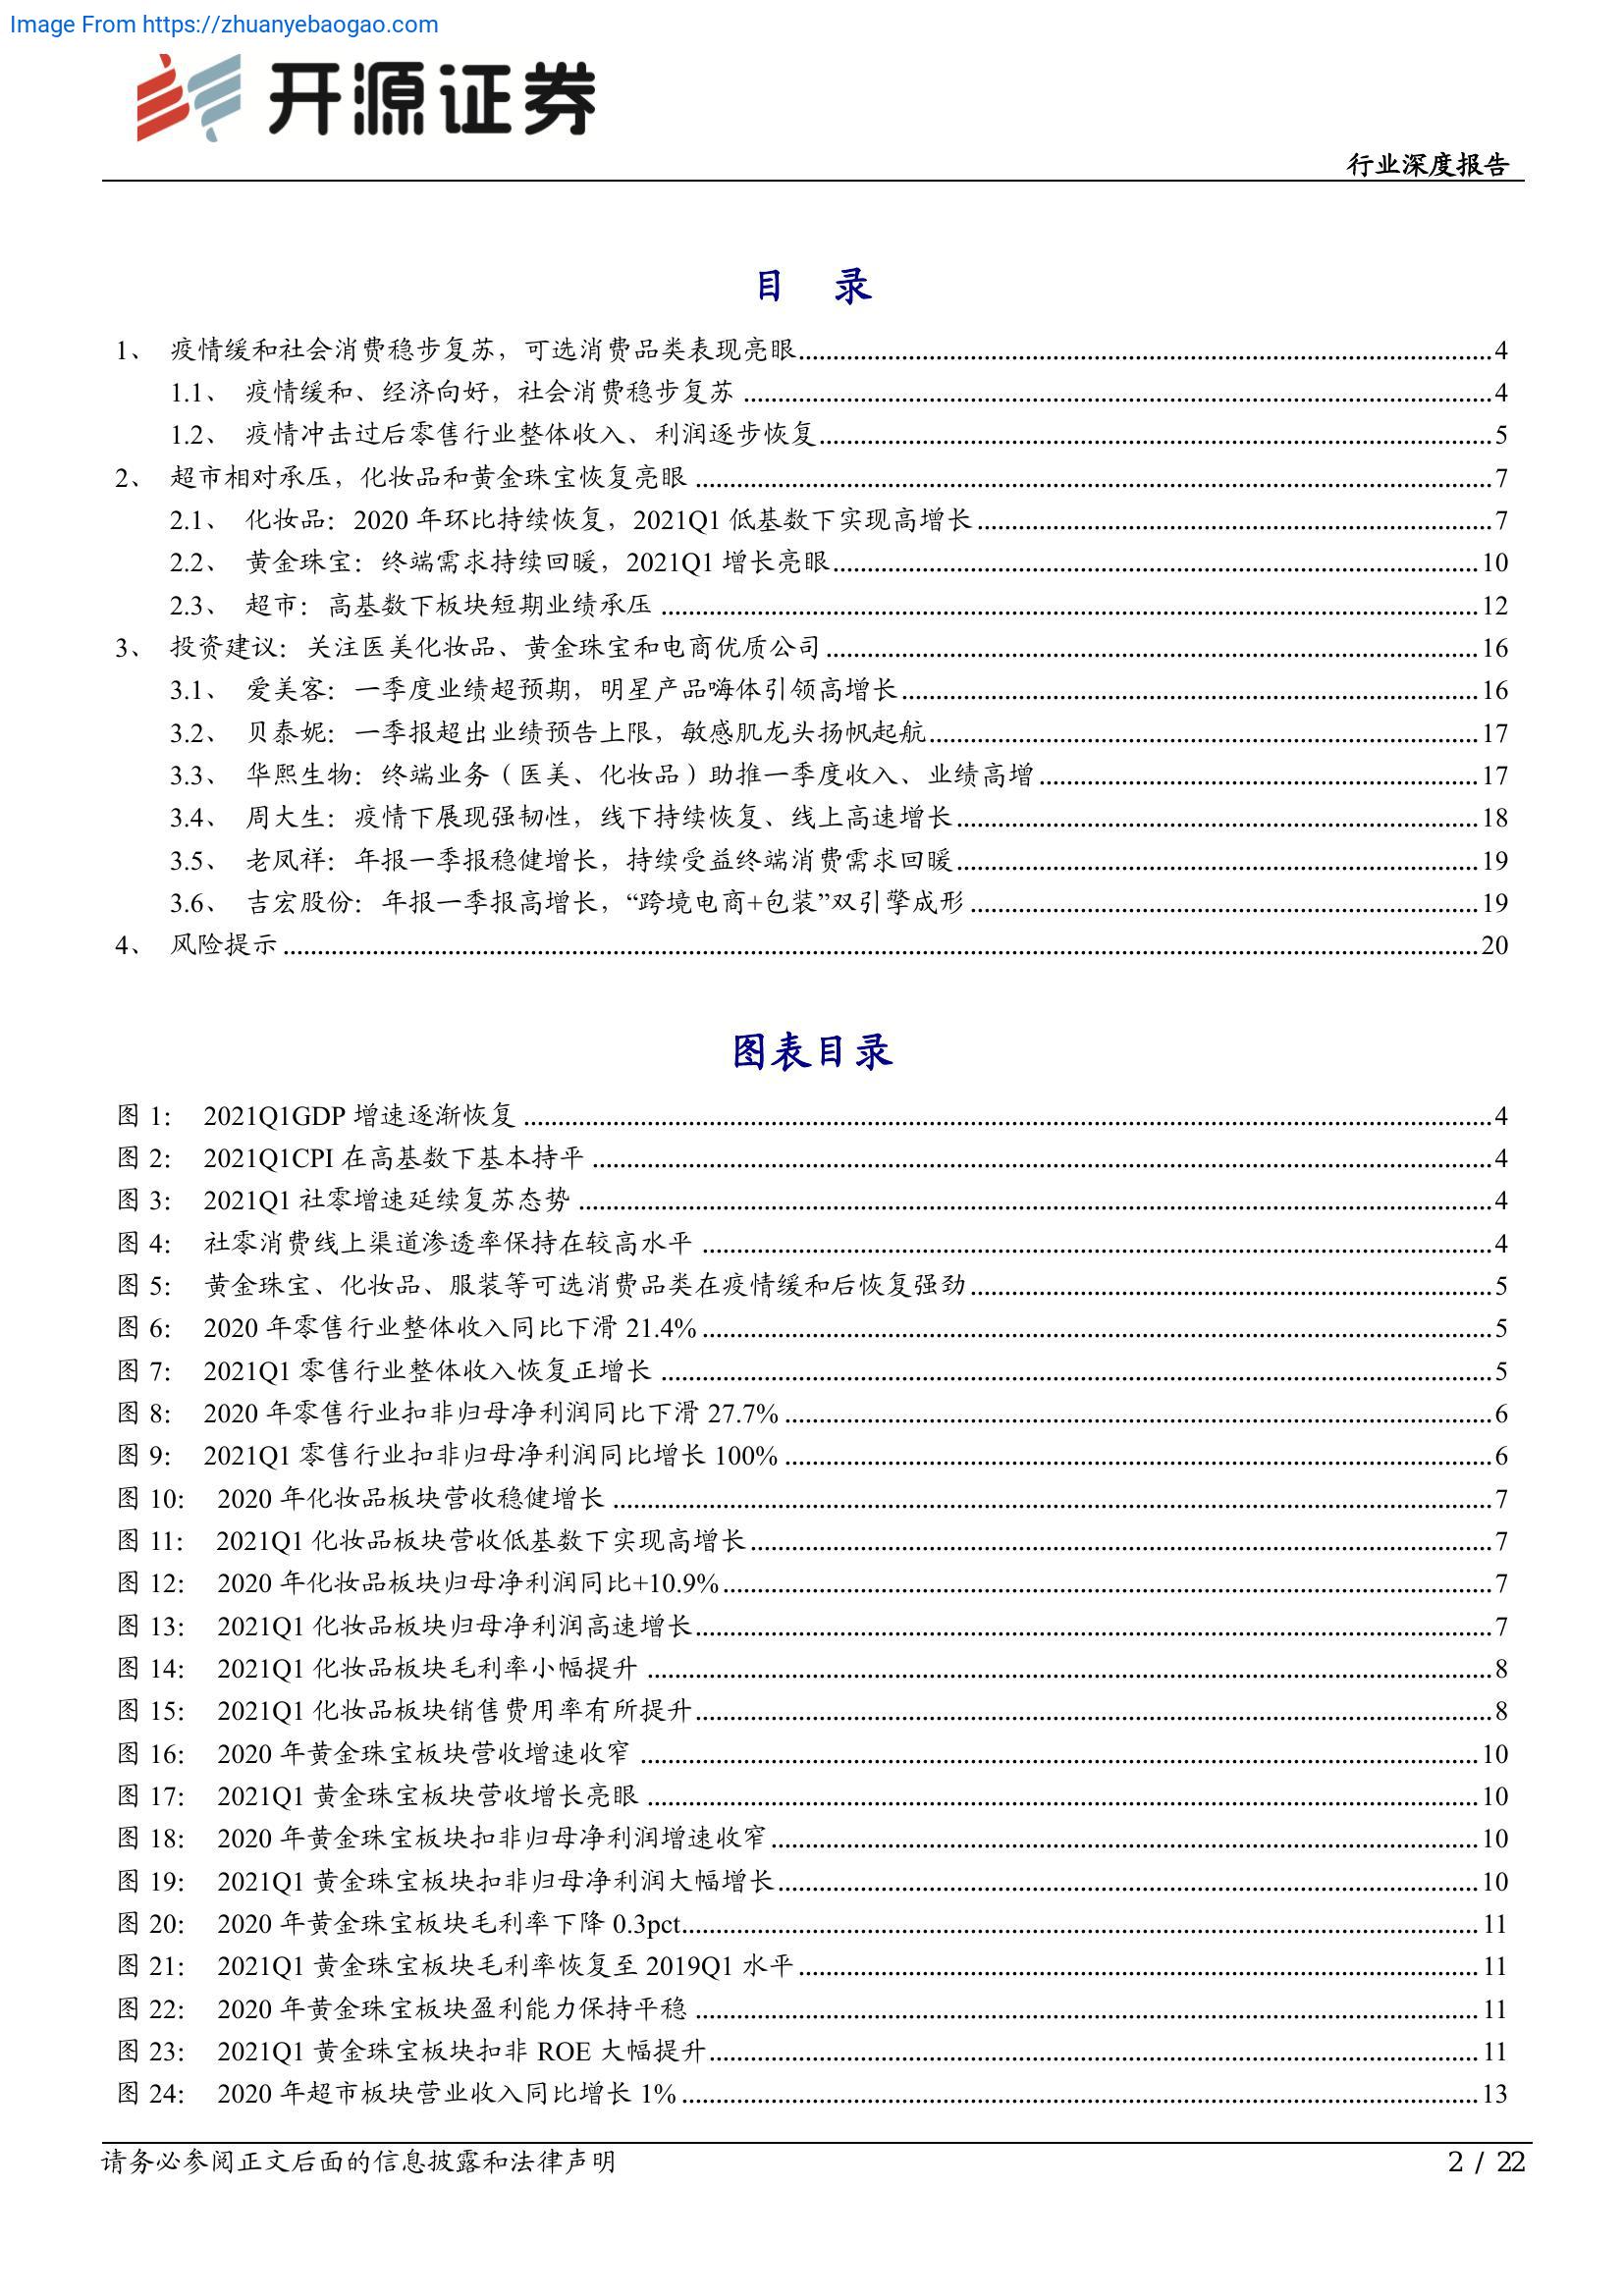 Image From https://zhuanyebaogao.com
开源证券
行业深度报告
目 录
1、 疫情缓和社会消费稳步复苏，可选消费品类表现亮眼 4
1.1、 疫情缓和、经济向好，社会消费稳步复苏 4
1.2、 疫情冲击过后零售行业整体收入、利润逐步恢复 5
2、 超市相对承压，化妆品和黄金珠宝恢复亮眼 7
2.1、 化妆品：2020 年环比持续恢复，2021Q1 低基数下实现高增长 7
2.2、 黄金珠宝：终端需求持续回暖，2021Q1 增长亮眼 10
2.3、 超市：高基数下板块短期业绩承压 12
3、 投资建议：关注医美化妆品、黄金珠宝和电商优质公司 16
3.1、 爱美客：一季度业绩超预期，明星产品嗨体引领高增长 16
3.2、 贝泰妮：一季报超出业绩预告上限，敏感肌龙头扬帆起航 17
3.3、 华熙生物：终端业务（医美、化妆品）助推一季度收入、业绩高增 17
3.4、 周大生：疫情下展现强韧性，线下持续恢复、线上高速增长 18
3.5、 老凤祥：年报一季报稳健增长，持续受益终端消费需求回暖 19
3.6、 吉宏股份：年报一季报高增长，“跨境电商+包装”双引擎成形 19
4、 风险提示 20
图表目录
图 1： 2021Q1GDP 增速逐渐恢复 4
图 2： 2021Q1CPI 在高基数下基本持平 4
图 3： 2021Q1 社零增速延续复苏态势 4
图 4： 社零消费线上渠道渗透率保持在较高水平 4
图 5： 黄金珠宝、化妆品、服装等可选消费品类在疫情缓和后恢复强劲 5
图 6： 2020 年零售行业整体收入同比下滑 21.4% 5
图 7： 2021Q1 零售行业整体收入恢复正增长 5
图 8： 2020 年零售行业扣非归母净利润同比下滑 27.7% 6
图 9： 2021Q1 零售行业扣非归母净利润同比增长 100% 6
图 10： 2020 年化妆品板块营收稳健增长 7
图 11： 2021Q1 化妆品板块营收低基数下实现高增长 7
图 12： 2020 年化妆品板块归母净利润同比+10.9% 7
图 13： 2021Q1 化妆品板块归母净利润高速增长 7
图 14： 2021Q1 化妆品板块毛利率小幅提升 8
图 15： 2021Q1 化妆品板块销售费用率有所提升 8
图 16： 2020 年黄金珠宝板块营收增速收窄 10
图 17： 2021Q1 黄金珠宝板块营收增长亮眼 10
图 18： 2020 年黄金珠宝板块扣非归母净利润增速收窄 10
图 19： 2021Q1 黄金珠宝板块扣非归母净利润大幅增长 10
图 20： 2020 年黄金珠宝板块毛利率下降 0.3pct 11
图 21： 2021Q1 黄金珠宝板块毛利率恢复至 2019Q1 水平 11
图 22： 2020 年黄金珠宝板块盈利能力保持平稳 11
图 23： 2021Q1 黄金珠宝板块扣非 ROE 大幅提升 11
图 24： 2020 年超市板块营业收入同比增长 1% 13
请务必参阅正文后面的信息披露和法律声明 2 / 22